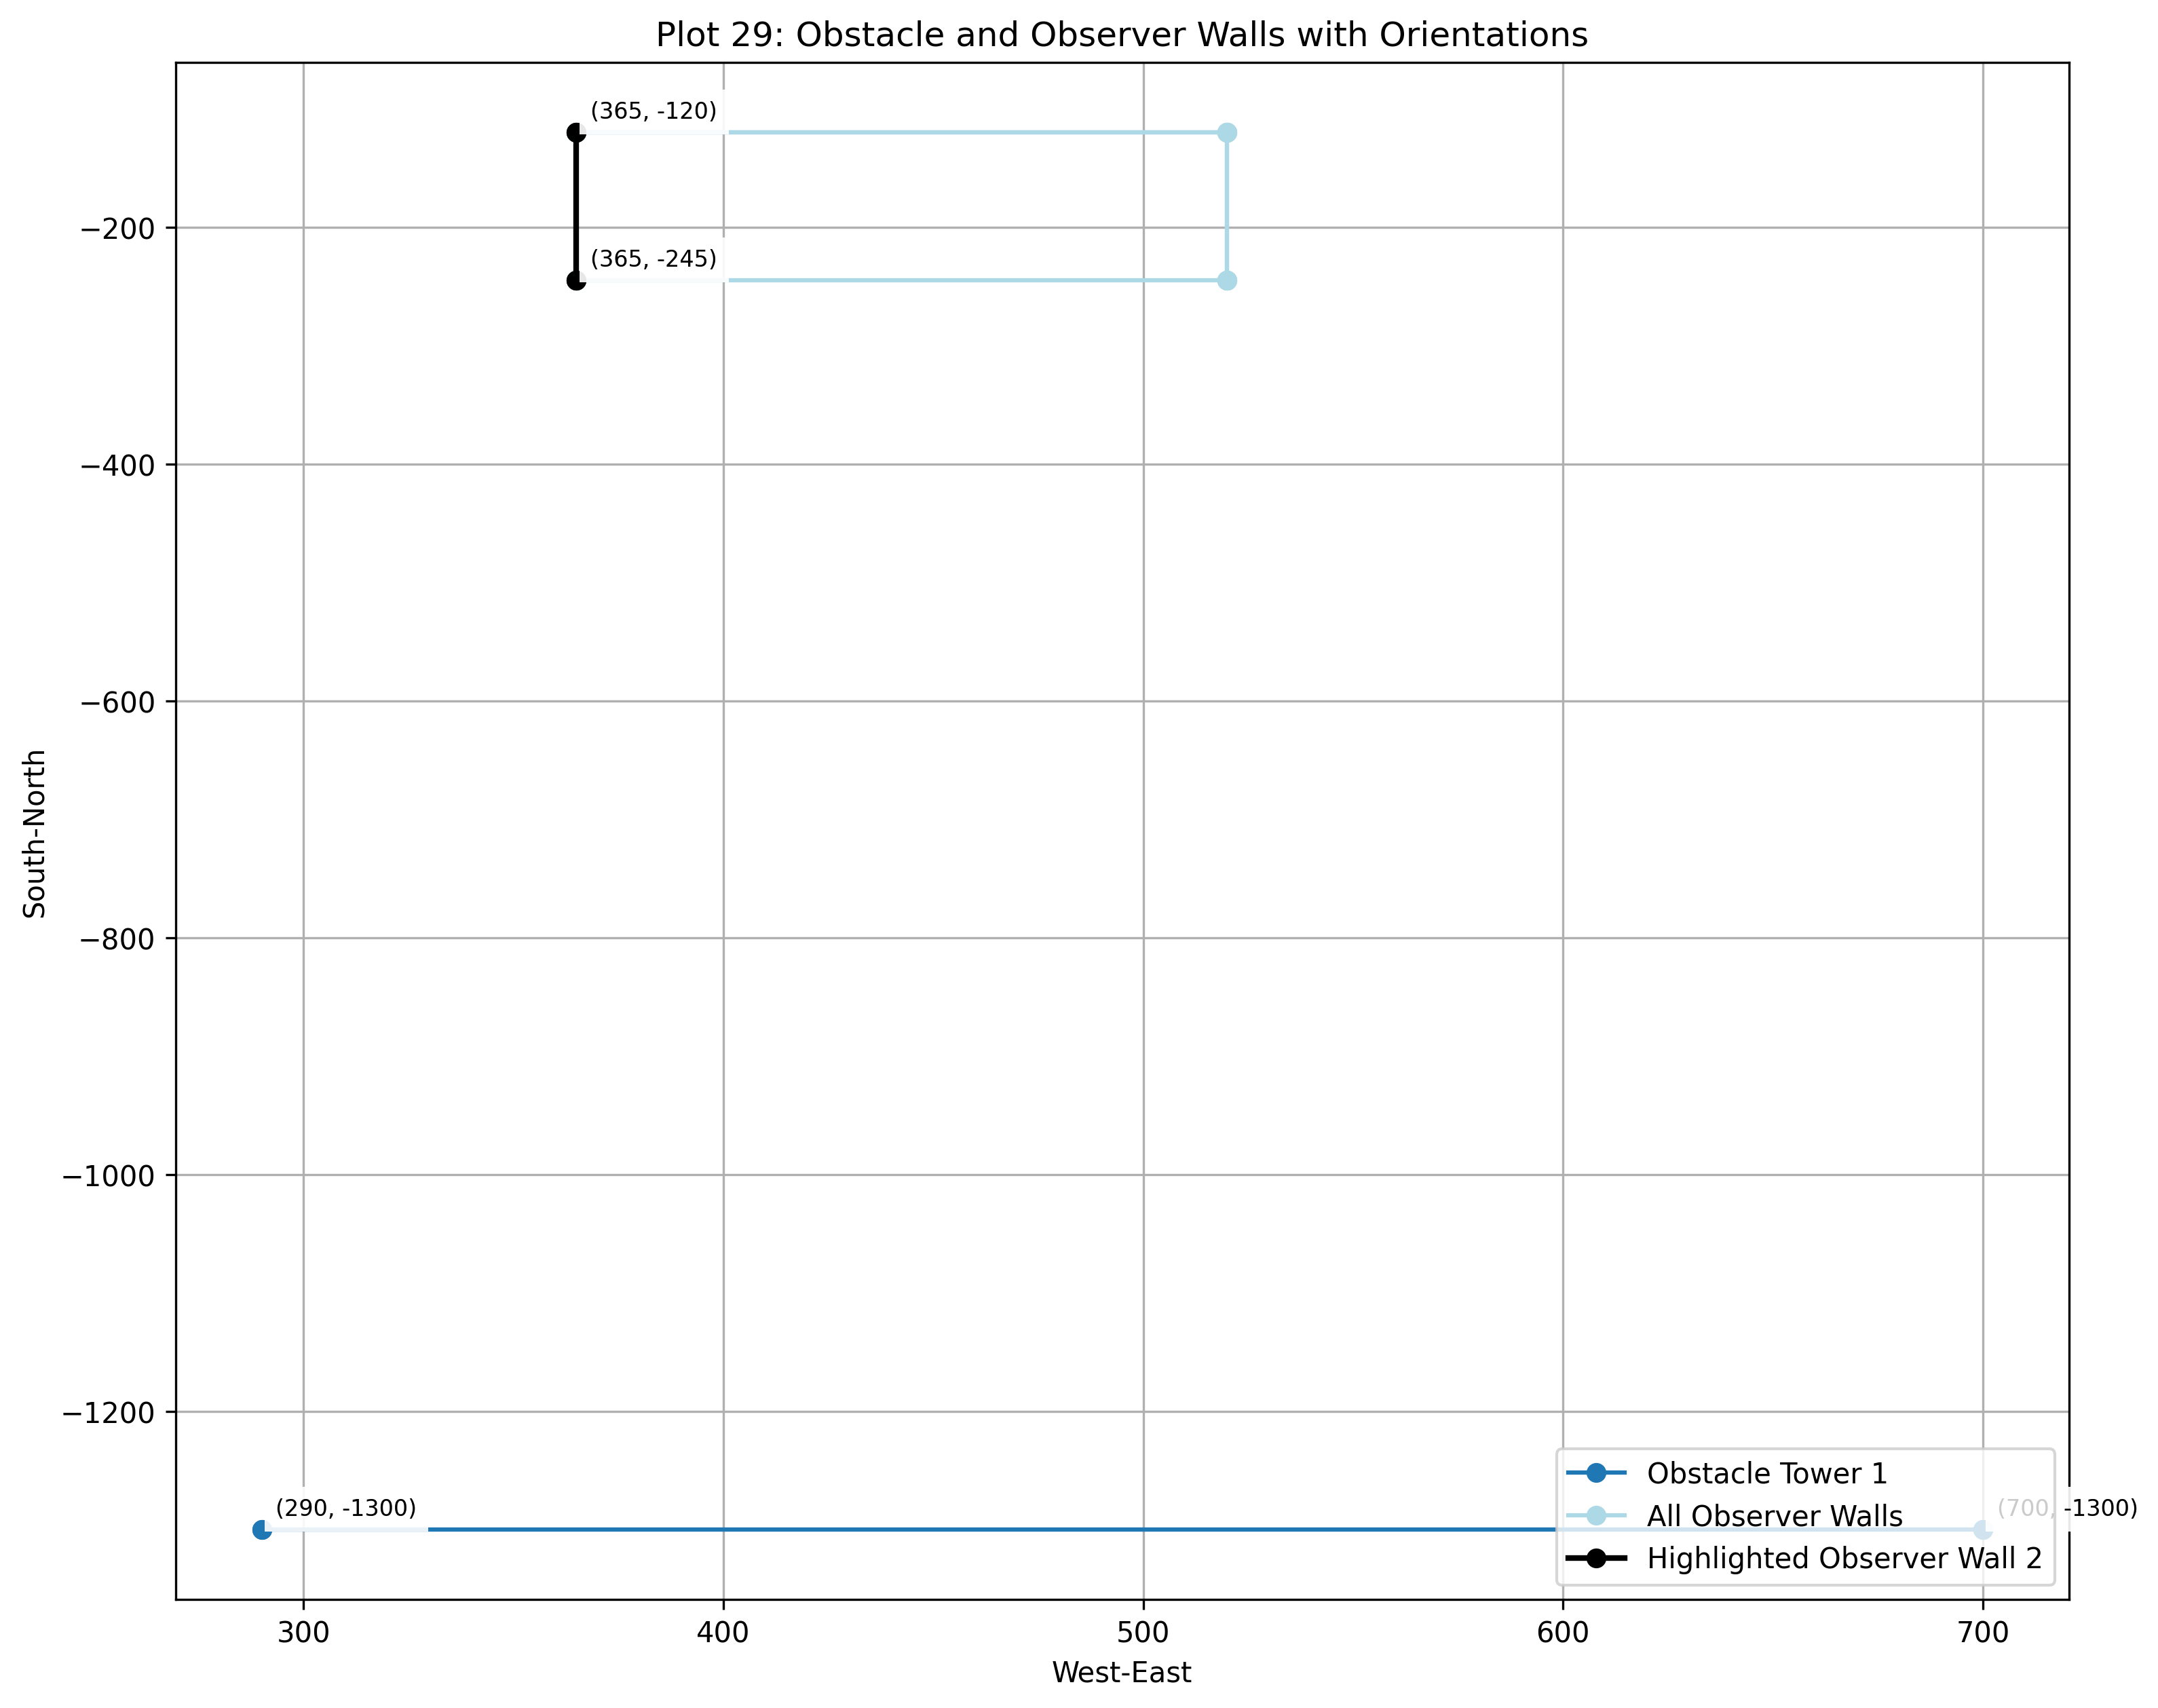 Plot 29: Obstacle and Observer Walls with Orientations
(365, -120)
−200
(365, -245)
−400
−600
South-North
−800
−1000
−1200
Obstacle Tower 1
(290, -1300)
(700, -1300)
All Observer Walls
Highlighted Observer Wall 2
300
400
500
600
700
West-East